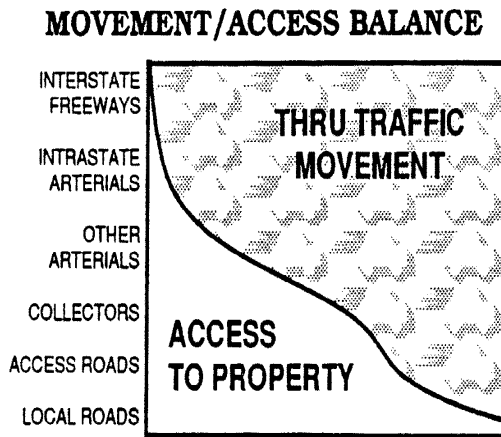 MOVEMENT/ACCESS BALANCE
INTERSTATE
FREEWAYS
THRU TRAFFIC
MOVEMENT
INTRASTATE
ARTERIALS
OTHER
ARTERIALS
COLLECTORS
ACCESS
TO PROPERTY
ACCESS ROADS
LOCAL ROADS